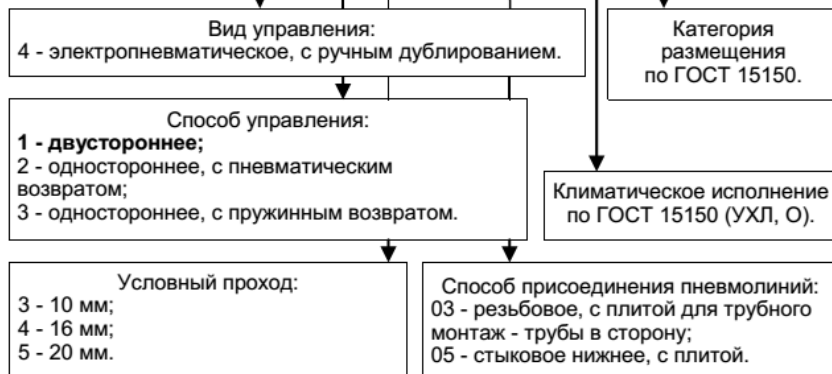 Вид управления:
4 - электропневматическое, с ручным дублированием.
Категория
размещения
по ГОСТ 15150.
Способ управления:
1 - двустороннее;
2 - одностороннее, с пневматическим
возвратом;
3 - одностороннее, с пружинным возвратом.
Климатическое исполнение
по ГОСТ 15150 (УХЛ, О).
Условный проход:
3 - 10 мм;
4 - 16 мм;
5 - 20 мм.
Способ присоединения пневмолиний:
03 - резьбовое, с плитой для трубного
монтаж - трубы в сторону;
05 - стыковое нижнее, с плитой.